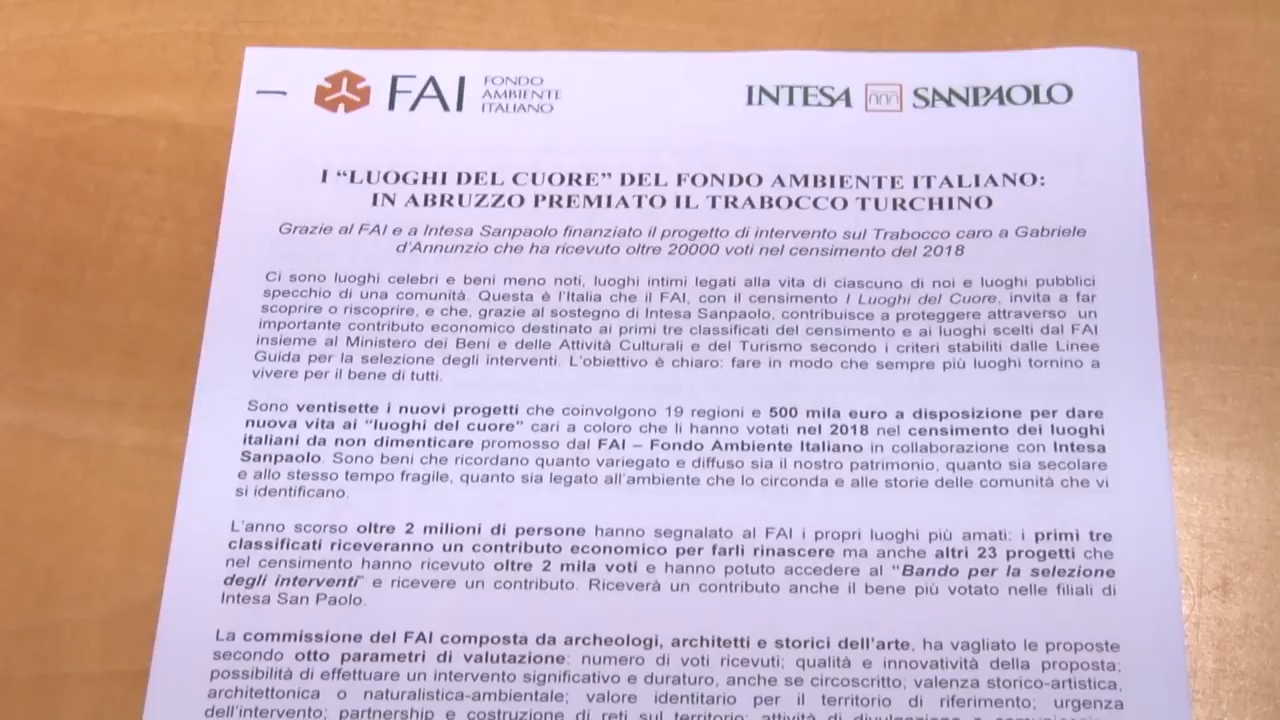 FAI FONDO
AMBIENTE
ITALIANO
INTESA SANPAOLO
I “LUOGHI DEL CUORE” DEL FONDO AMBIENTE ITALIANO:
IN ABRUZZO PREMIATO IL TRABOCCO TURCHINO
Grazie al FAI e a Intesa Sanpaolo finanziato il progetto di intervento sul Trabocco caro a Gabriele
d’Annunzio che ha ricevuto oltre 20000 voti nel censimento del 2018
Ci sono luoghi celebri e beni meno noti, luoghi intimi legati alla vita di ciascuno di noi e luoghi pubblici
specchio di una comunità. Questa è l’Italia che il FAI, con il censimento I Luoghi del Cuore, invita a far
scoprire o riscoprire, e che, grazie al sostegno di Intesa Sanpaolo, contribuisce a proteggere attraverso un
importante contributo economico destinato ai primi tre classificati del censimento e ai luoghi scelti dal FAI
insieme al Ministero dei Beni e delle Attività Culturali e del Turismo secondo i criteri stabiliti dalle Linee
Guida per la selezione degli interventi. L’obiettivo è chiaro: fare in modo che sempre più luoghi tornino a
vivere per il bene di tutti.
Sono ventisette i nuovi progetti che coinvolgono 19 regioni e 500 mila euro a disposizione per dare
nuova vita ai “luoghi del cuore” cari a coloro che li hanno votati nel 2018 nel censimento dei luoghi
italiani da non dimenticare promosso dal FAI – Fondo Ambiente Italiano in collaborazione con Intesa
Sanpaolo. Sono beni che ricordano quanto variegato e diffuso sia il nostro patrimonio, quanto sia secolare
e allo stesso tempo fragile, quanto sia legato all’ambiente che lo circonda e alle storie delle comunità che vi
si identificano.
L’anno scorso oltre 2 milioni di persone hanno segnalato al FAI i propri luoghi più amati: i primi tre
classificati riceveranno un contributo economico per farli rinascere ma anche altri 23 progetti che
nel censimento hanno ricevuto oltre 2 mila voti e hanno potuto accedere al “Bando per la selezione
degli interventi” e ricevere un contributo. Riceverà un contributo anche il bene più votato nelle filiali di
Intesa San Paolo.
La commissione del FAI composta da archeologi, architetti e storici dell’arte, ha vagliato le proposte
secondo otto parametri di valutazione: numero di voti ricevuti; qualità e innovatività della proposta;
possibilità di effettuare un intervento significativo e duraturo, anche se circoscritto; valenza storico-artistica,
architettonica o naturalistica-ambientale; valore identitario per il territorio di riferimento; urgenza
dell’intervento; partnership e costruzione di reti sul territorio; attività di divulgazione e